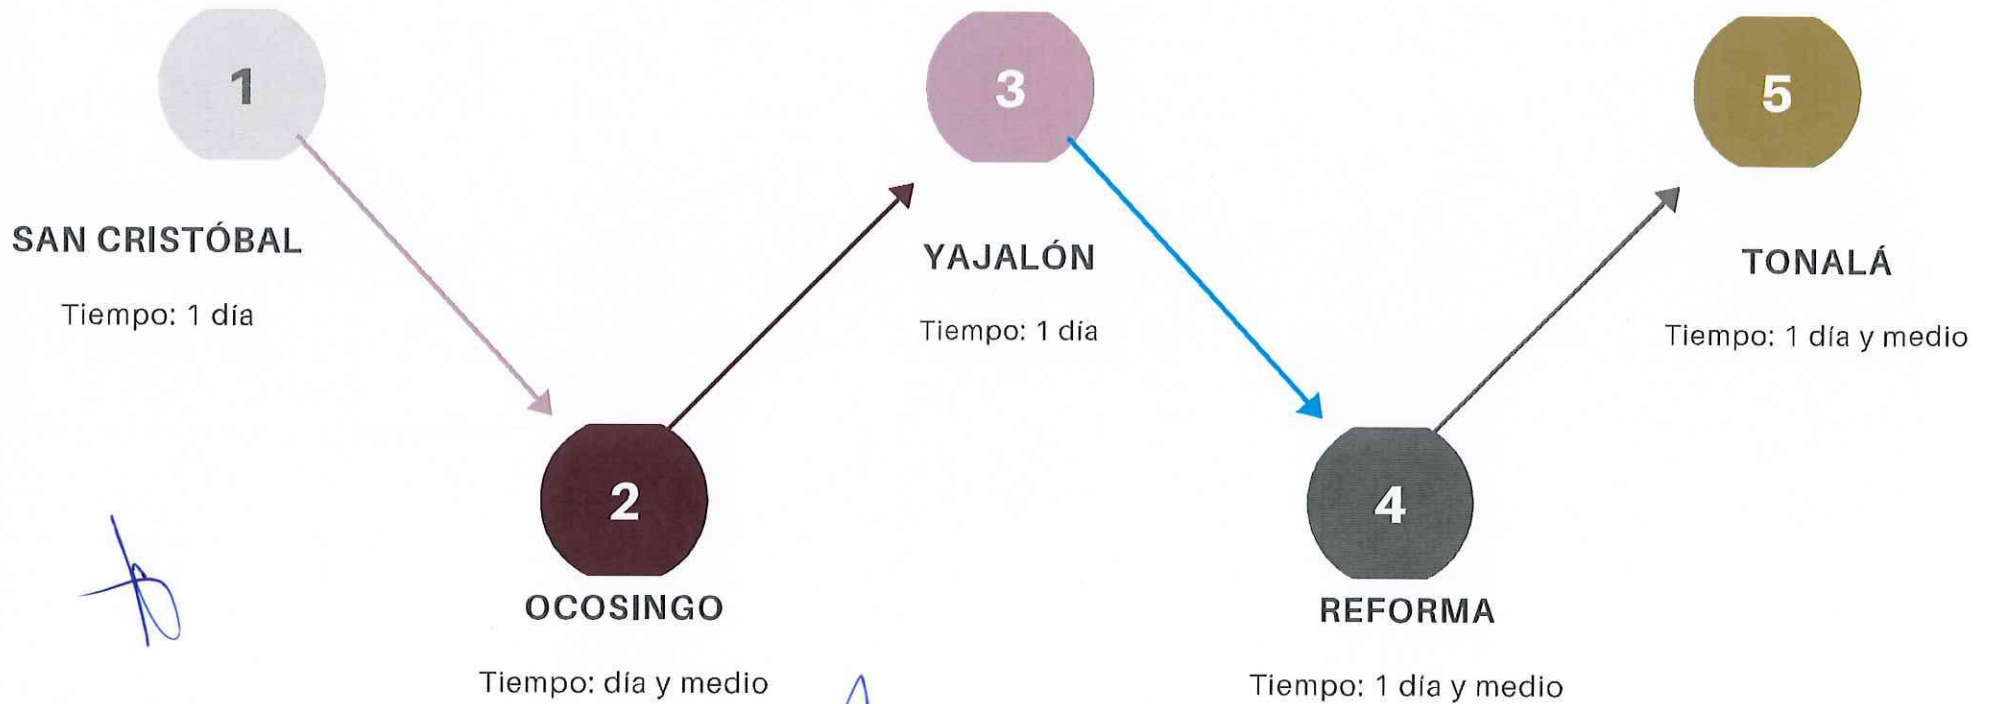 1
SAN CRISTÓBAL
Tiempo: 1 día
2
OCOSINGO
Tiempo: día y medio
3
YAJALÓN
Tiempo: 1 día
4
REFORMA
Tiempo: 1 día y medio
5
TONALÁ
Tiempo: 1 día y medio